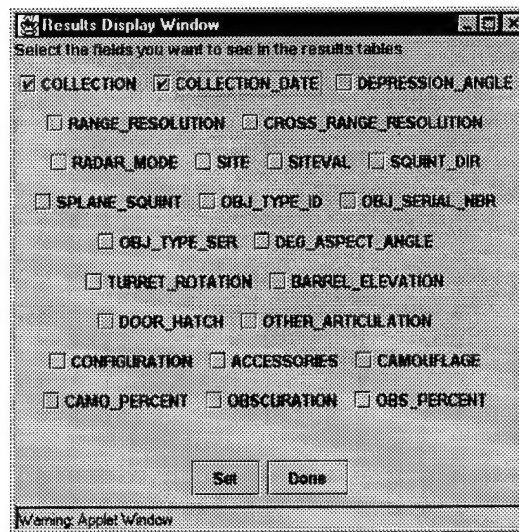 Results Display Window
Select the fields you want to see in the results tables
COLLECTION COLLECTION_DATE DEPRESSION_ANGLE
RANGE_RESOLUTION CROSS_RANGE_RESOLUTION
RADAR_MODE SITE SITEVAL SQUINT_DIR
SPLANE_SQUINT OBJ_TYPE_ID OBJ_SERIAL_NBR
OBJ_TYPE_SER DEG_ASPECT_ANGLE
TURRET_ROTATION BARREL_ELEVATION
DOOR_HATCH OTHER_ARTICULATION
CONFIGURATION ACCESSORIES CAMOUFLAGE
CAMO_PERCENT OBSCURATION OBS_PERCENT
Set Done
Warning: Applet Window